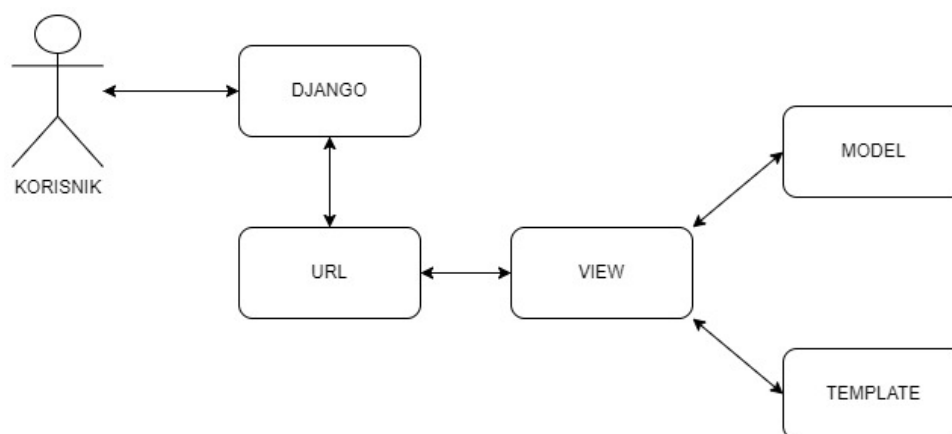 DJANGO
MODEL
KORISNIK
URL
VIEW
TEMPLATE